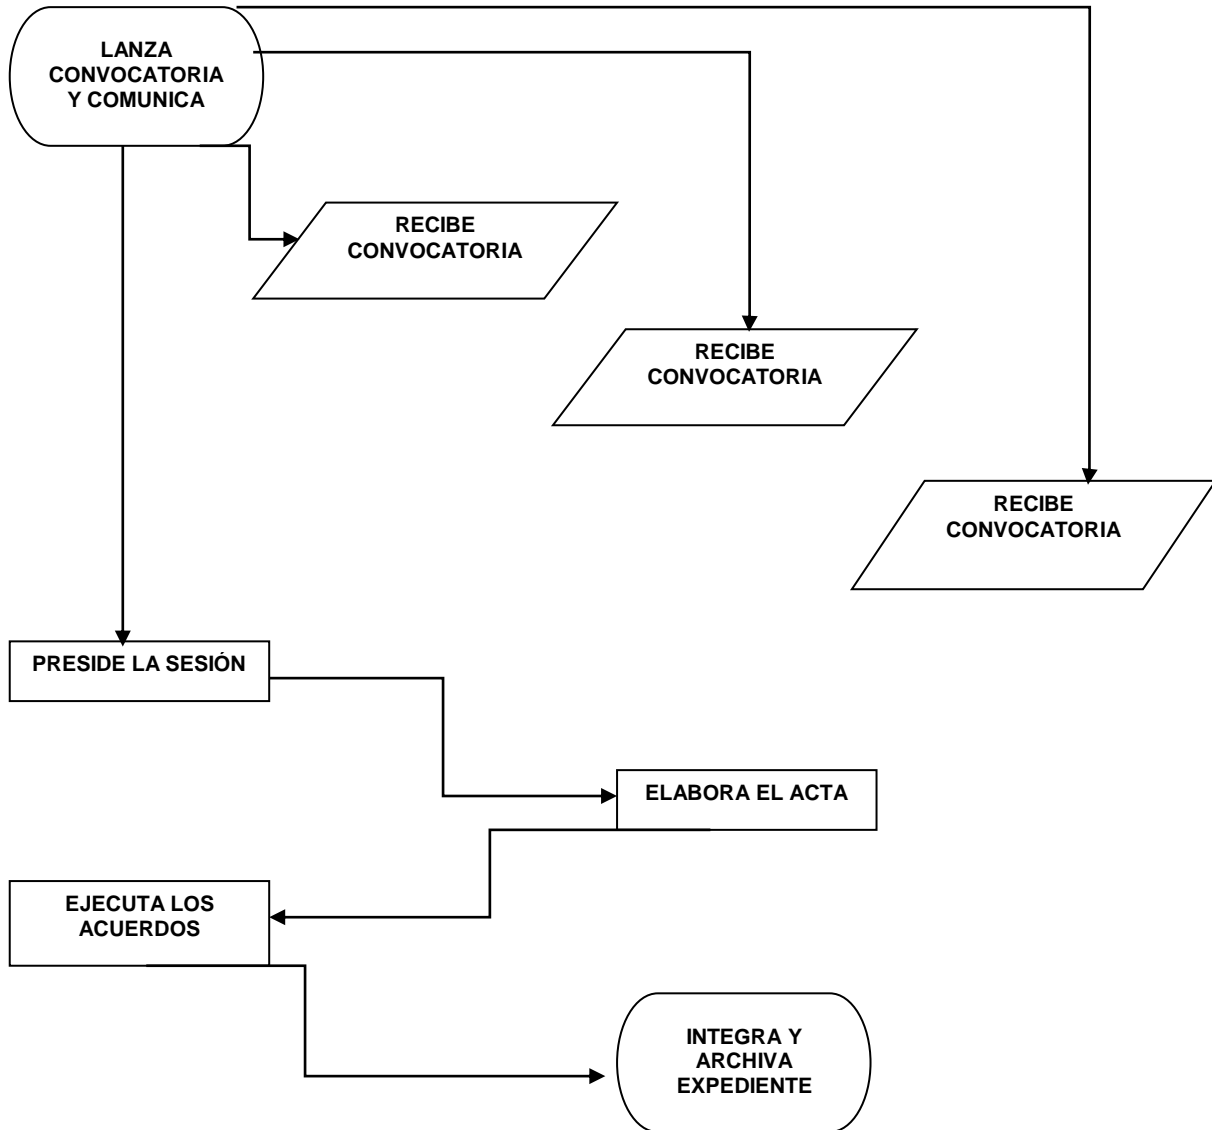 LANZA
CONVOCATORIA
Y COMUNICA
RECIBE
CONVOCATORIA
RECIBE
CONVOCATORIA
RECIBE
CONVOCATORIA
PRESIDE LA SESIÓN
ELABORA EL ACTA
EJECUTA LOS
ACUERDOS
INTEGRA Y
ARCHIVA
EXPEDIENTE